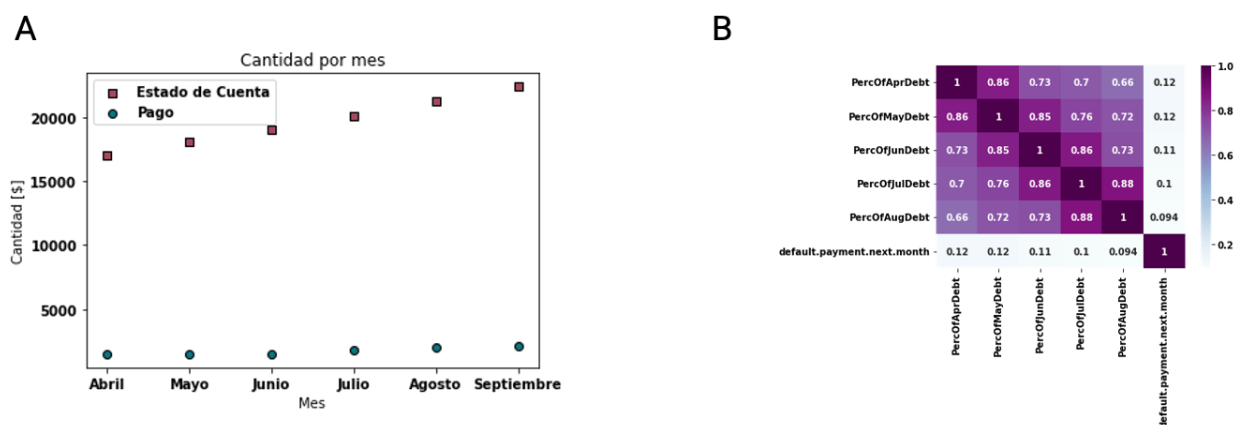 A
Cantidad por mes
Estado de Cuenta
Pago
20000
15000
10000
5000
Cantidad [$]
Abril Mayo Junio Julio Agosto Septiembre
Mes
B
PercOfAprDebt 1 0.86 0.73 0.7 0.66 0.12
PercOfMayDebt 0.86 1 0.85 0.76 0.72 0.12
PercOfJunDebt 0.73 0.85 1 0.86 0.73 0.11
PercOfJulDebt 0.7 0.76 0.86 1 0.88 0.1
PercOfAugDebt 0.66 0.72 0.73 0.88 1 0.094
default.payment.next.month 0.12 0.12 0.11 0.1 0.094 1
PercOfAprDebt
PercOfMayDebt
PercOfJunDebt
PercOfJulDebt
PercOfAugDebt
default.payment.next.month
1.0
0.8
0.6
0.4
0.2